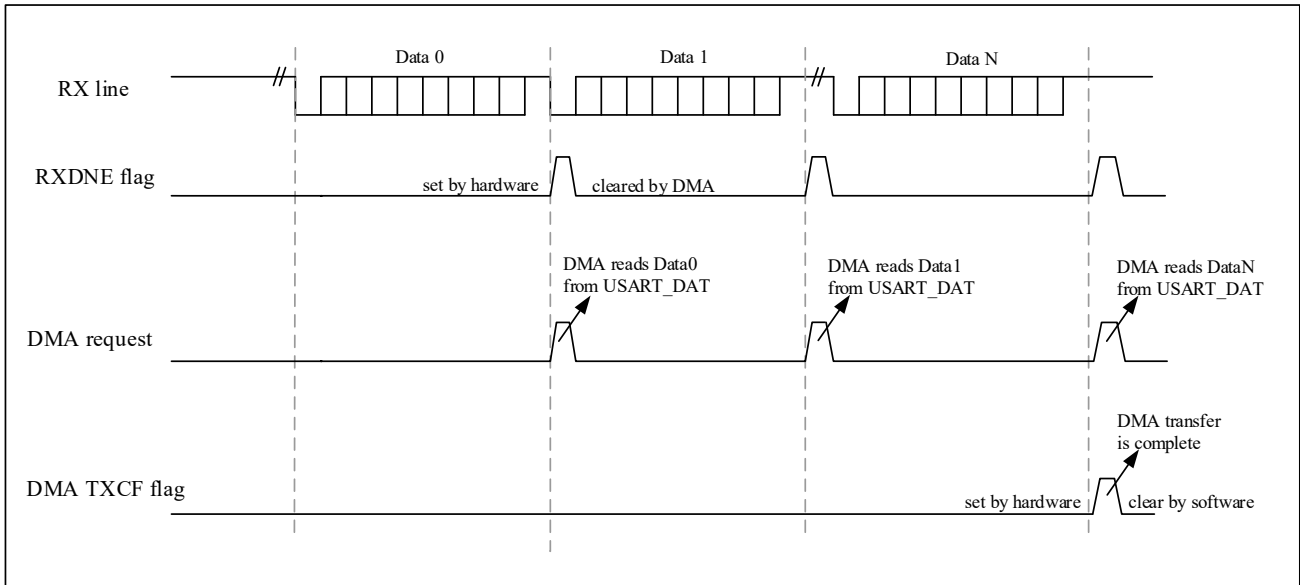 Data 0
Data 1
Data N
RX line
RXDNE flag
set by hardware
cleared by DMA
DMA reads Data0
from USART_DAT
DMA reads Data1
from USART_DAT
DMA reads DataN
from USART_DAT
DMA request
DMA transfer
is complete
DMA TXCF flag
set by hardware
clear by software